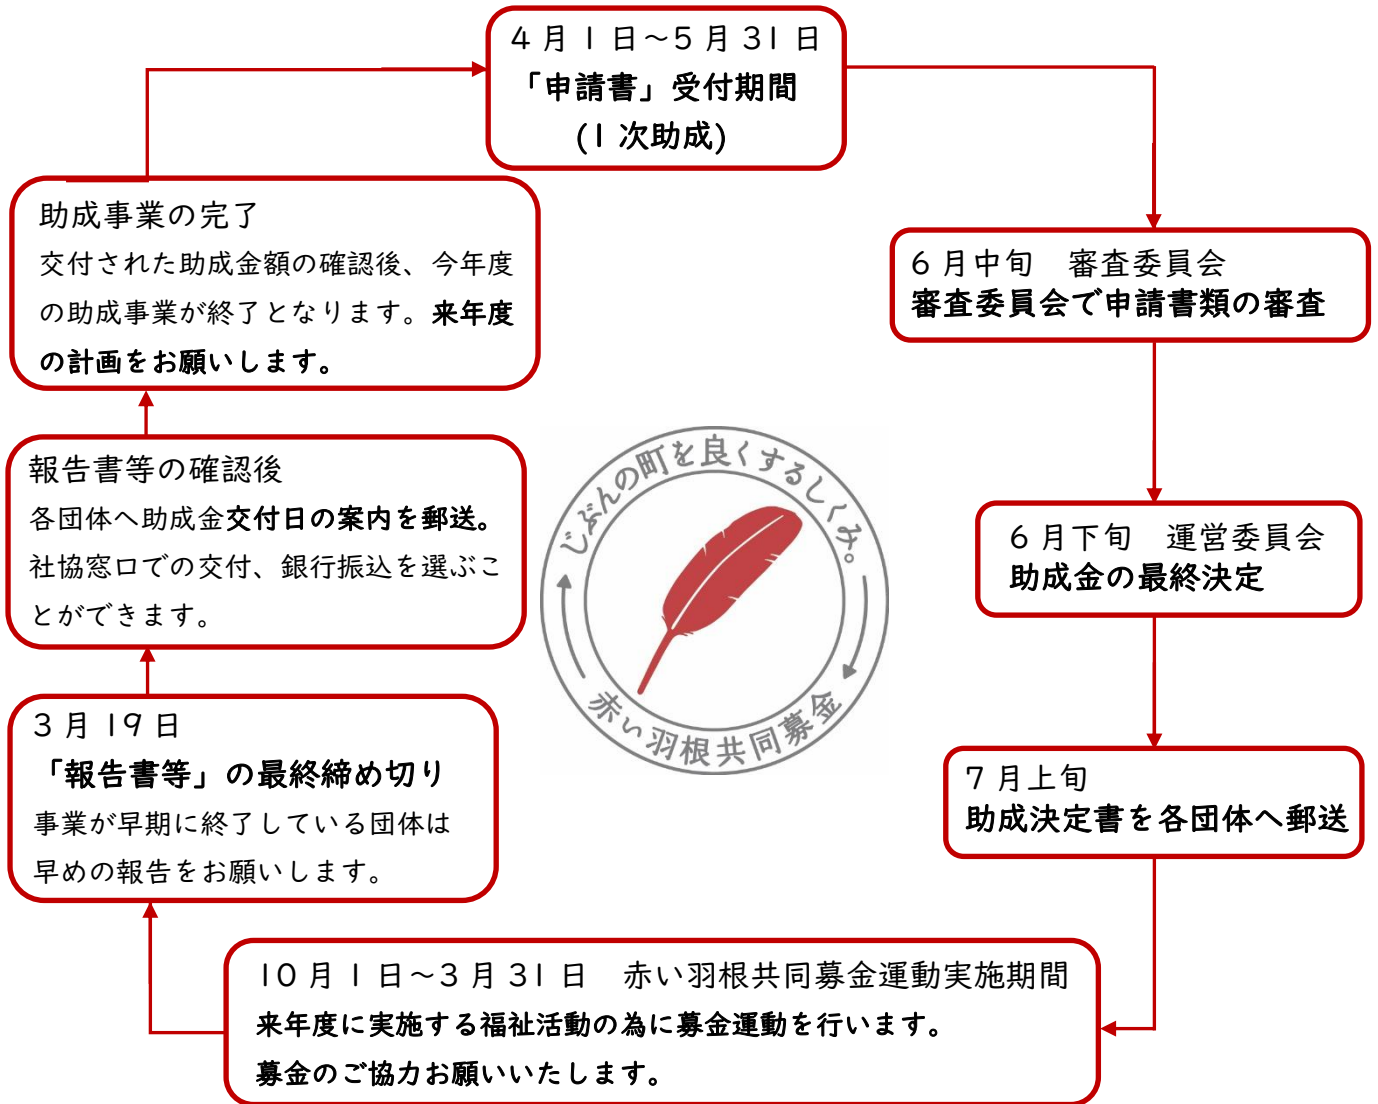 4月1日～5月31日
「申請書」受付期間
(1次助成)
6月中旬　審査委員会
審査委員会で申請書類の審査
6月下旬　運営委員会
助成金の最終決定
7月上旬
助成決定書を各団体へ郵送
10月1日～3月31日　赤い羽根共同募金運動実施期間
来年度に実施する福祉活動の為に募金運動を行います。
募金のご協力お願いいたします。
3月19日
「報告書等」の最終締め切り
事業が早期に終了している団体は
早めの報告をお願いします。
報告書等の確認後
各団体へ助成金交付日の案内を郵送。
社協窓口での交付、銀行振込を選ぶこ
とができます。
助成事業の完了
交付された助成金額の確認後、今年度
の助成事業が終了となります。来年度
の計画をお願いします。
じぶんの町を良くするしくみ。
赤い羽根共同募金